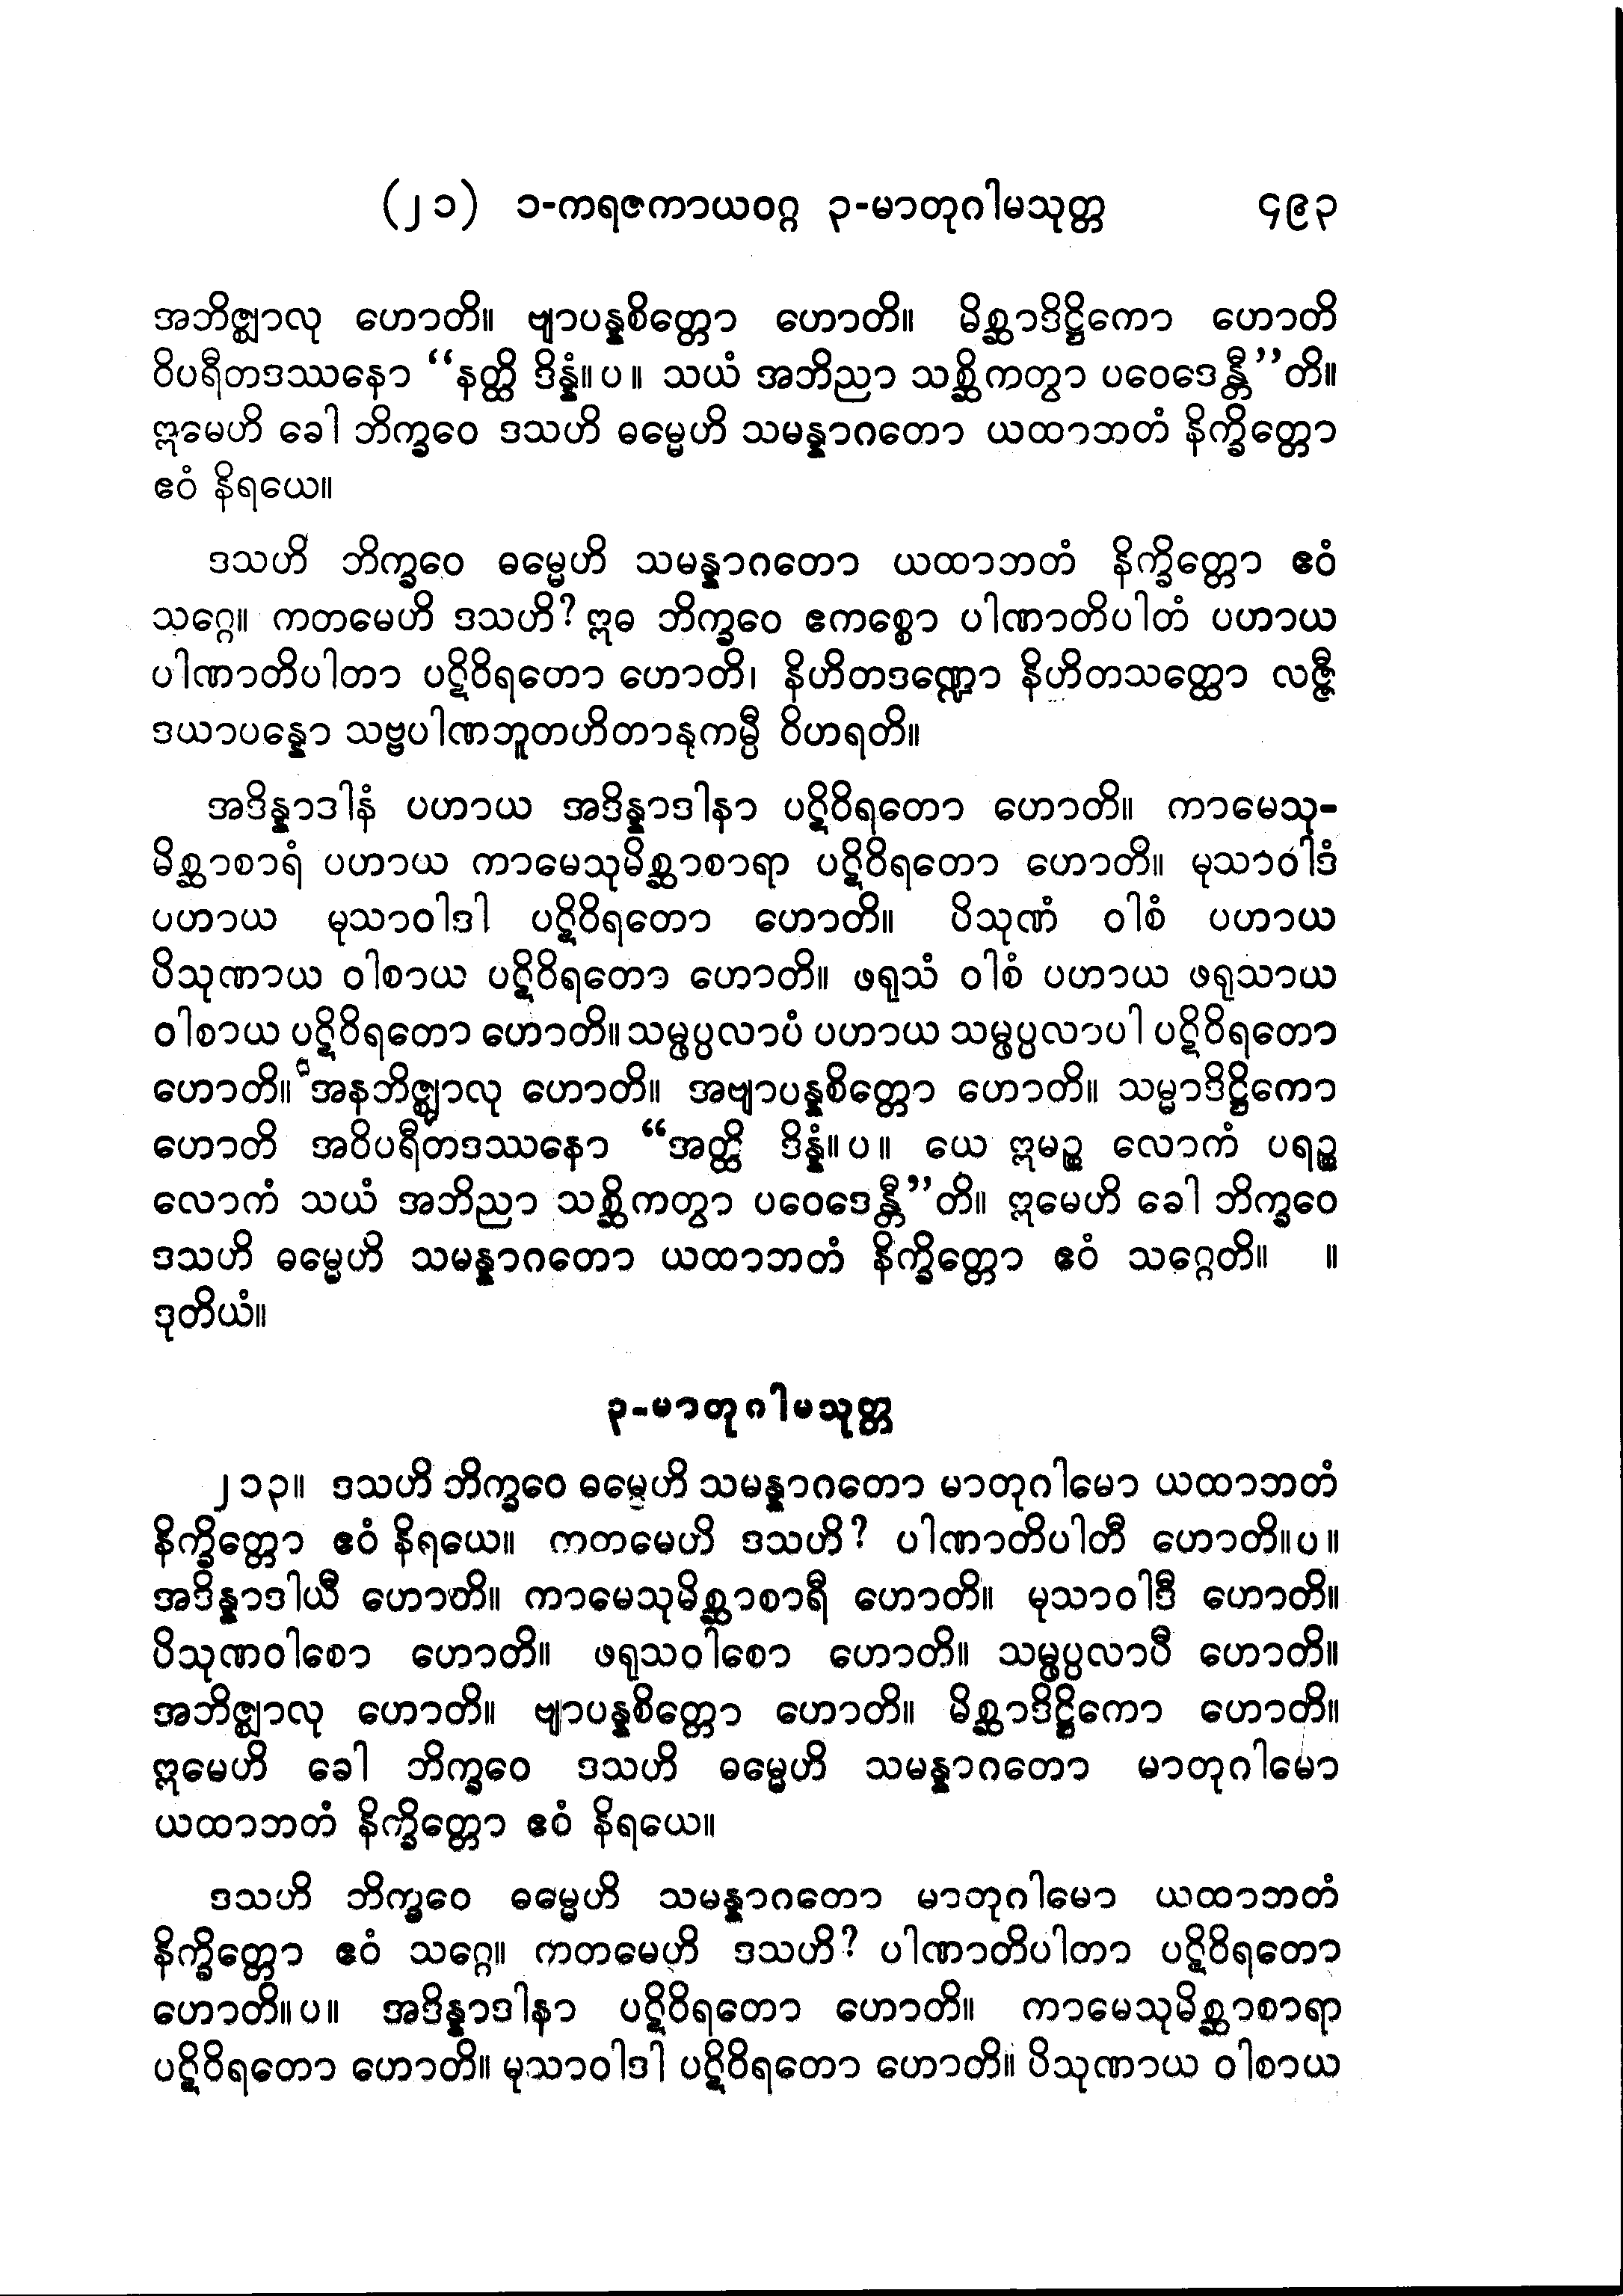 (၂၁) ၁-ကရဇကာယဝဂ္ဂ ၃-မာတုဂါမသုတ္တ ၄၉၃
အဘိဇ္ဈာလု ဟောတိ။ ဗျာပန္နစိတ္တော ဟောတိ။ မိစ္ဆာဒိဋ္ဌိကော ဟောတိ
ဝိပရီတဒဿနော “နတ္ထိ ဒိန္နံ။ပ။ သယံ အဘိညာ သစ္ဆိကတွာ ပဝေဒေန္တီ”တိ။
ဣမေဟိ ခေါ ဘိက္ခဝေ ဒသဟိ ဓမ္မေဟိ သမန္နာဂတော ယထာဘတံ နိက္ခိတ္တော
ဧဝံ နိရယေ။
ဒသဟိ ဘိက္ခဝေ ဓမ္မေဟိ သမန္နာဂတော ယထာဘတံ နိက္ခိတ္တော ဧဝံ
သဂ္ဂေ။ ကတမေဟိ ဒသဟိ? ဣဓ ဘိက္ခဝေ ဧကစ္စော ပါဏာတိပါတံ ပဟာယ
ပါဏာတိပါတာ ပဋိဝိရတော ဟောတိ၊ နိဟိတဒဏ္ဍော နိဟိတသတ္ထော လဇ္ဇီ
ဒယာပန္နော သဗ္ဗပါဏဘူတဟိတာနုကမ္ပီ ဝိဟရတိ။
အဒိန္နာဒါနံ ပဟာယ အဒိန္နာဒါနာ ပဋိဝိရတော ဟောတိ။ ကာမေသု-
မိစ္ဆာစာရံ ပဟာယ ကာမေသုမိစ္ဆာစာရာ ပဋိဝိရတော ဟောတိ။ မုသာဝါဒံ
ပဟာယ မုသာဝါဒါ ပဋိဝိရတော ဟောတိ။ ပိသုဏံ ဝါစံ ပဟာယ
ပိသုဏာယ ဝါစာယ ပဋိဝိရတော ဟောတိ။ ဖရုသံ ဝါစံ ပဟာယ ဖရုသာယ
ဝါစာယ ပဋိဝိရတော ဟောတိ။ သမ္ဖပ္ပလာပံ ပဟာယ သမ္ဖပ္ပလာပါ ပဋိဝိရတော
ဟောတိ။ အနဘိဇ္ဈာလု ဟောတိ။ အဗျာပန္နစိတ္တော ဟောတိ။ သမ္မာဒိဋ္ဌိကော
ဟောတိ အဝိပရီတဒဿနော “အတ္ထိ ဒိန္နံ။ပ။ ယေ ဣမဉ္စ လောကံ ပရဉ္စ
လောကံ သယံ အဘိညာ သစ္ဆိကတွာ ပဝေဒေန္တီ”တိ။ ဣမေဟိ ခေါ ဘိက္ခဝေ
ဒသဟိ ဓမ္မေဟိ သမန္နာဂတော ယထာဘတံ နိက္ခိတ္တော ဧဝံ သဂ္ဂေတိ။ ။
ဒုတိယံ။
၃-မာတုဂါမသုတ္တ
၂၁၃။ ဒသဟိ ဘိက္ခဝေ ဓမ္မေဟိ သမန္နာဂတော မာတုဂါမော ယထာဘတံ
နိက္ခိတ္တော ဧဝံ နိရယေ။ ကတမေဟိ ဒသဟိ? ပါဏာတိပါတီ ဟောတိ။ပ။
အဒိန္နာဒါယီ ဟောတိ။ ကာမေသုမိစ္ဆာစာရီ ဟောတိ။ မုသာဝါဒီ ဟောတိ။
ပိသုဏဝါစော ဟောတိ။ ဖရုသဝါစော ဟောတိ။ သမ္ဖပ္ပလာပီ ဟောတိ။
အဘိဇ္ဈာလု ဟောတိ။ ဗျာပန္နစိတ္တော ဟောတိ။ မိစ္ဆာဒိဋ္ဌိကော ဟောတိ။
ဣမေဟိ ခေါ ဘိက္ခဝေ ဒသဟိ ဓမ္မေဟိ သမန္နာဂတော မာတုဂါမော
ယထာဘတံ နိက္ခိတ္တော ဧဝံ နိရယေ။
ဒသဟိ ဘိက္ခဝေ ဓမ္မေဟိ သမန္နာဂတော မာတုဂါမော ယထာဘတံ
နိက္ခိတ္တော ဧဝံ သဂ္ဂေ။ ကတမေဟိ ဒသဟိ? ပါဏာတိပါတာ ပဋိဝိရတော
ဟောတိ။ပ။ အဒိန္နာဒါနာ ပဋိဝိရတော ဟောတိ။ ကာမေသုမိစ္ဆာစာရာ
ပဋိဝိရတော ဟောတိ။ မုသာဝါဒါ ပဋိဝိရတော ဟောတိ။ ပိသုဏာယ ဝါစာယ